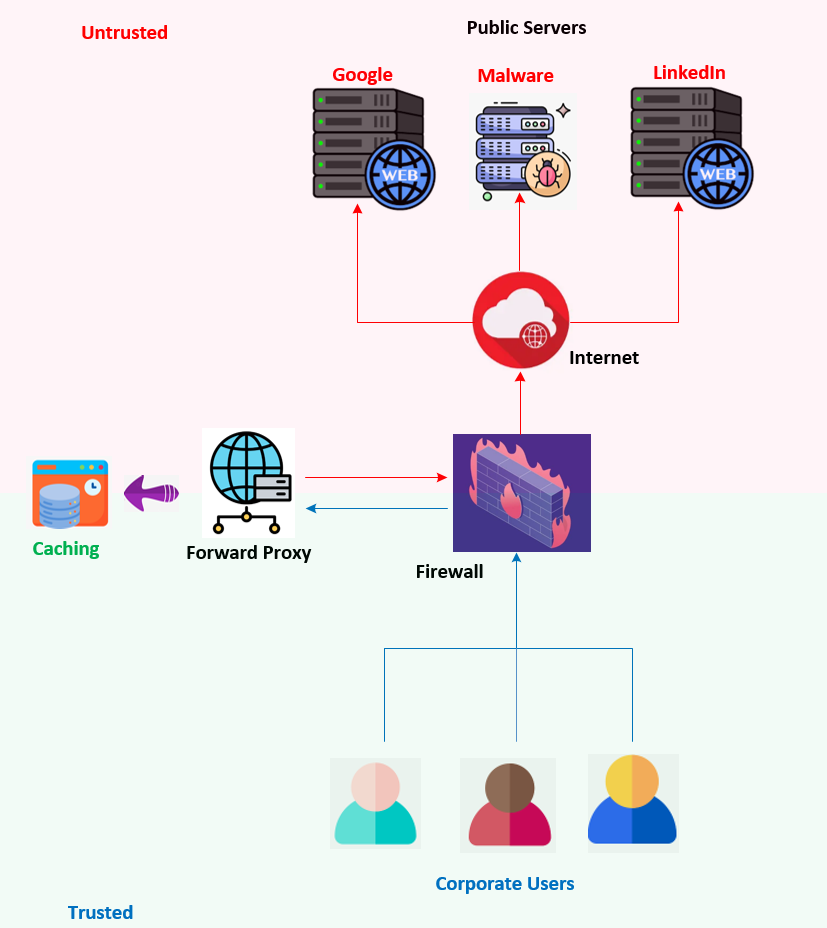 Untrusted
Public Servers
Google
Malware
LinkedIn
WEB
WEB
Internet
Caching
Forward Proxy
Firewall
Corporate Users
Trusted